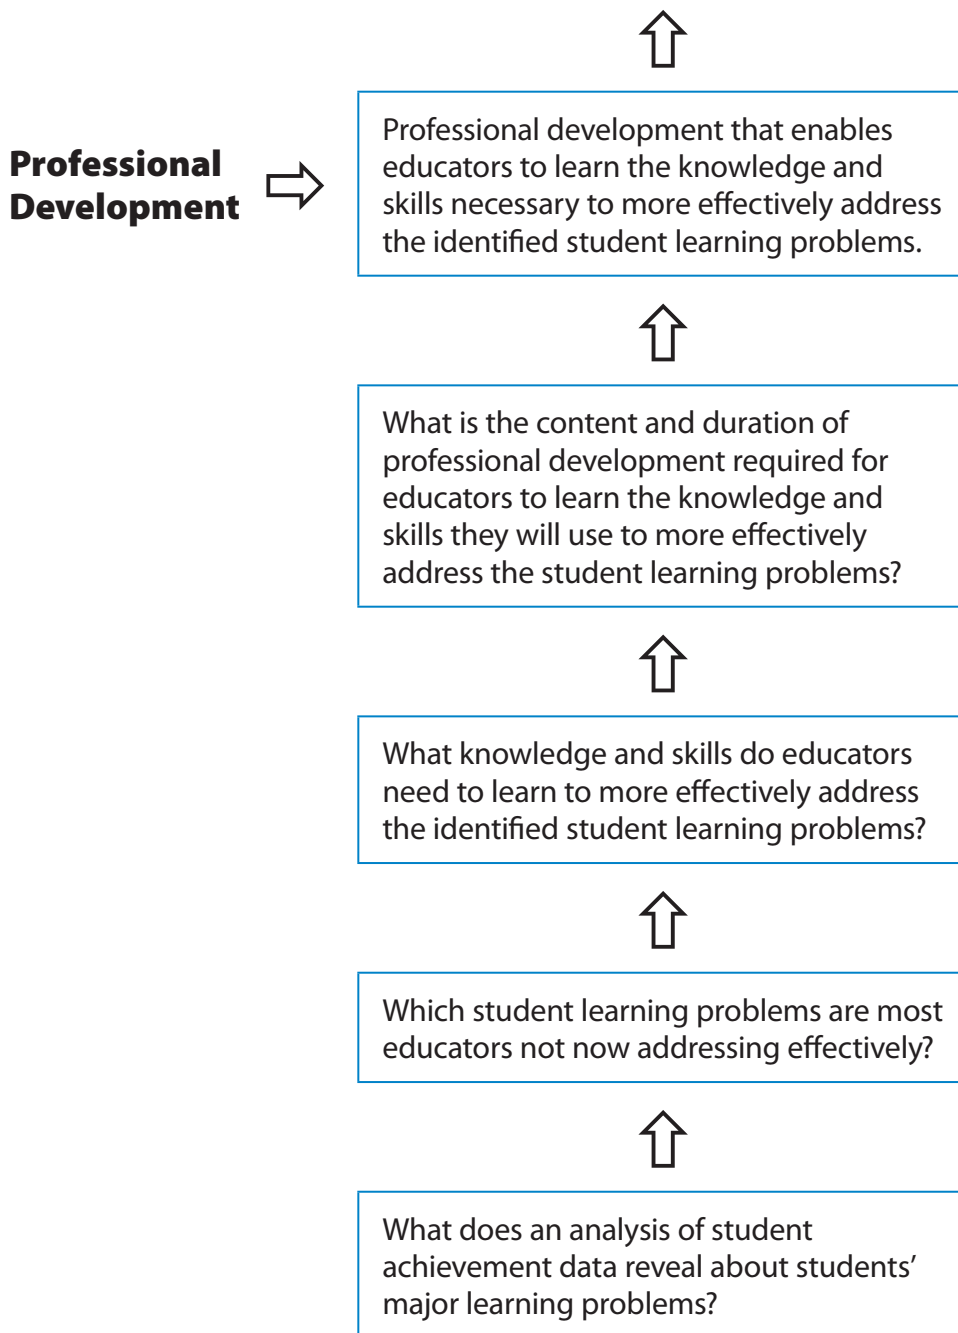 Professional
Development
Professional development that enables
educators to learn the knowledge and
skills necessary to more effectively address
the identified student learning problems.
What is the content and duration of
professional development required for
educators to learn the knowledge and
skills they will use to more effectively
address the student learning problems?
What knowledge and skills do educators
need to learn to more effectively address
the identified student learning problems?
Which student learning problems are most
educators not now addressing effectively?
What does an analysis of student
achievement data reveal about students’
major learning problems?